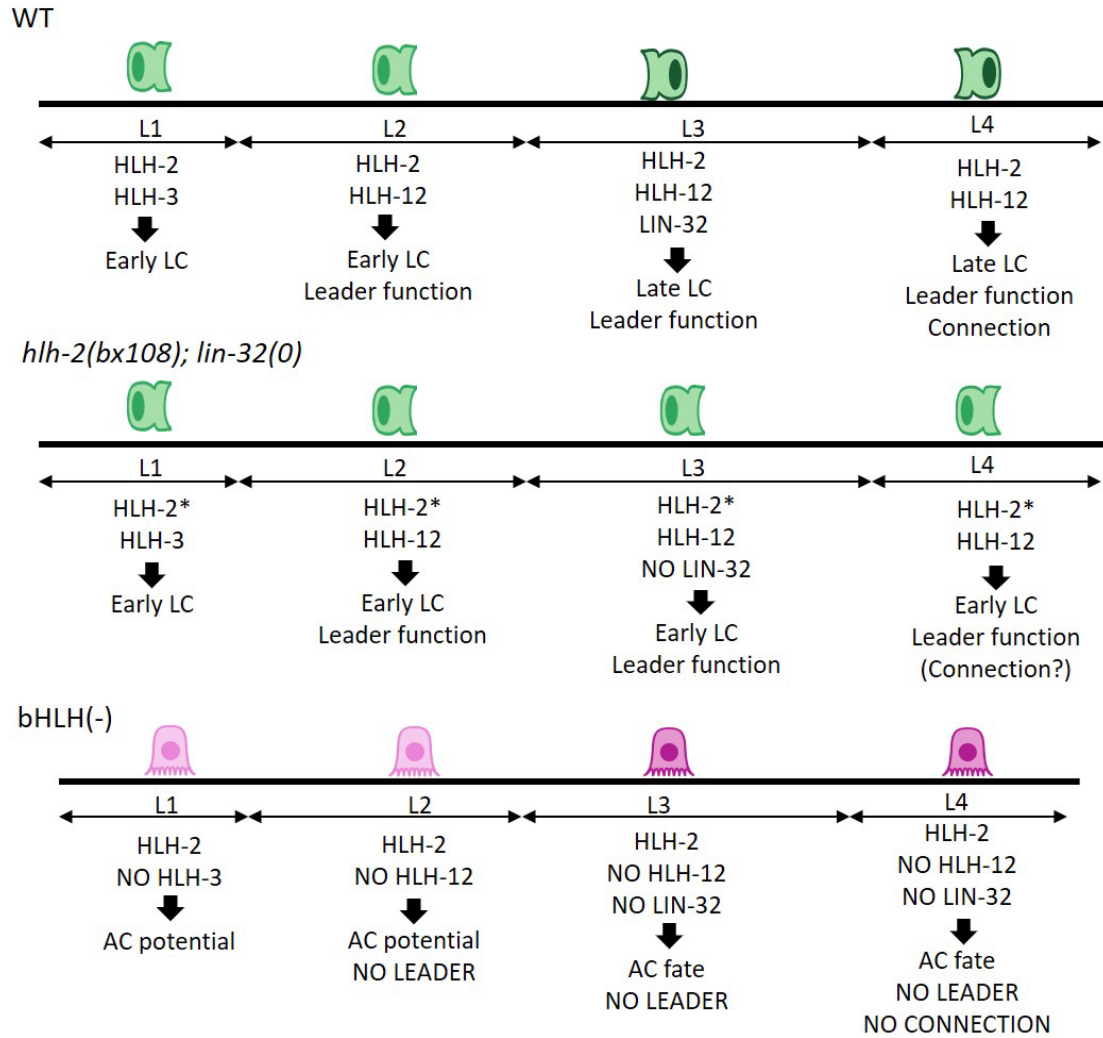 WT
L1 L2 L3 L4
HLH-2 HLH-2 HLH-2 HLH-2
HLH-3 HLH-12 HLH-12 HLH-12
LIN-32
Early LC Early LC Late LC Late LC
Leader function Leader function Leader function
Connection
hlh-2(bx108); lin-32(0)
L1 L2 L3 L4
HLH-2* HLH-2* HLH-2* HLH-2*
HLH-3 HLH-12 HLH-12 HLH-12
NO LIN-32
Early LC Early LC Early LC Early LC
Leader function Leader function Leader function
(Connection?)
bHLH(-)
L1 L2 L3 L4
HLH-2 HLH-2 HLH-2 HLH-2
NO HLH-3 NO HLH-12 NO HLH-12 NO HLH-12
NO LIN-32 NO LIN-32
AC potential AC potential AC fate AC fate
NO LEADER NO LEADER NO LEADER
NO CONNECTION